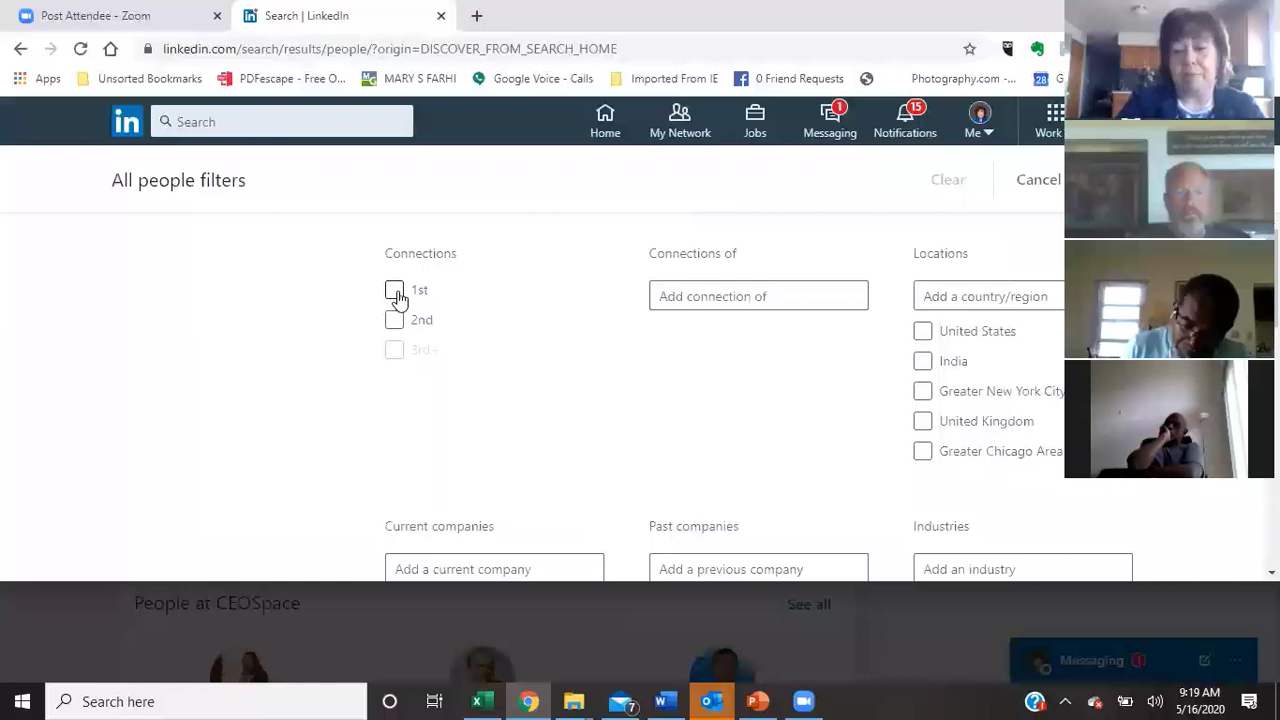 Post Attendee - Zoom
Search | LinkedIn
linkedin.com/search/results/people/?origin=DISCOVER_FROM_SEARCH_HOME
Apps
Unsorted Bookmarks
PDFescape - Free O...
MARY S FARHI
Google Voice - Calls
Imported From IE
0 Friend Requests
Photography.com -...
28
in
Search
Home
My Network
Jobs
1
Messaging
15
Notifications
Me
Work
All people filters
Clear
Cancel
Connections
1st
2nd
3rd +
Connections of
Add connection of
Locations
Add a country/region
United States
India
Greater New York City
United Kingdom
Greater Chicago Area
Current companies
Add a current company
Past companies
Add a previous company
Industries
Add an industry
People at CEOSpace
See all
Messaging
1
Search here
7
9:19 AM
5/16/2020